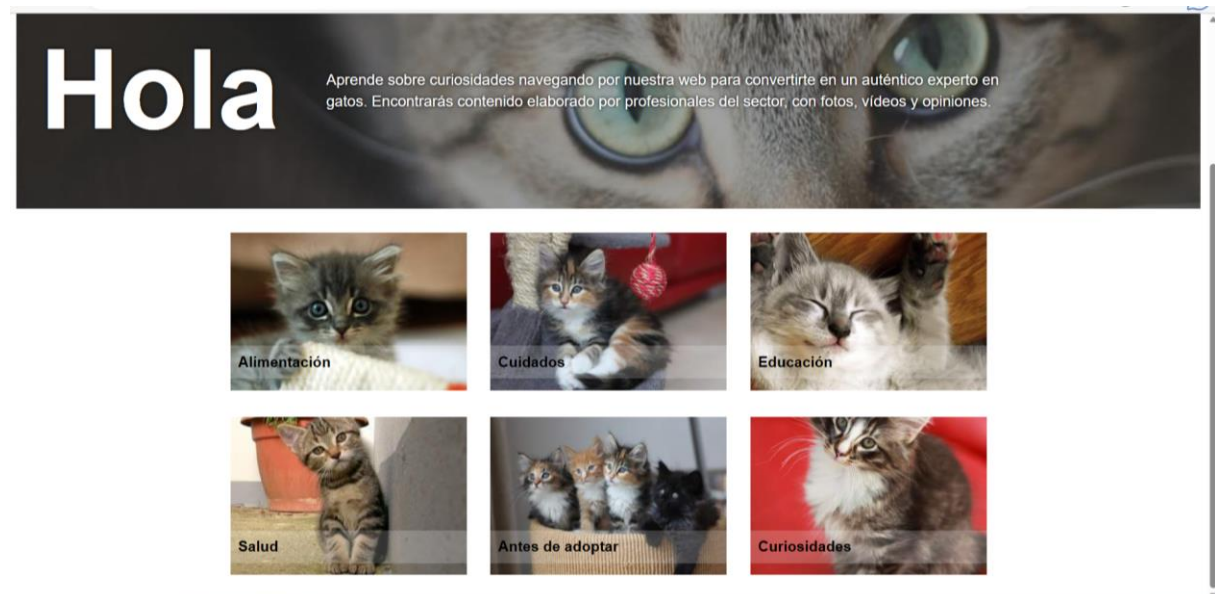 Hola
Aprende sobre curiosidades navegando por nuestra web para convertirte en un auténtico experto en
gatos. Encontrarás contenido elaborado por profesionales del sector, con fotos, vídeos y opiniones.
Alimentación
Cuidados
Educación
Salud
Antes de adoptar
Curiosidades